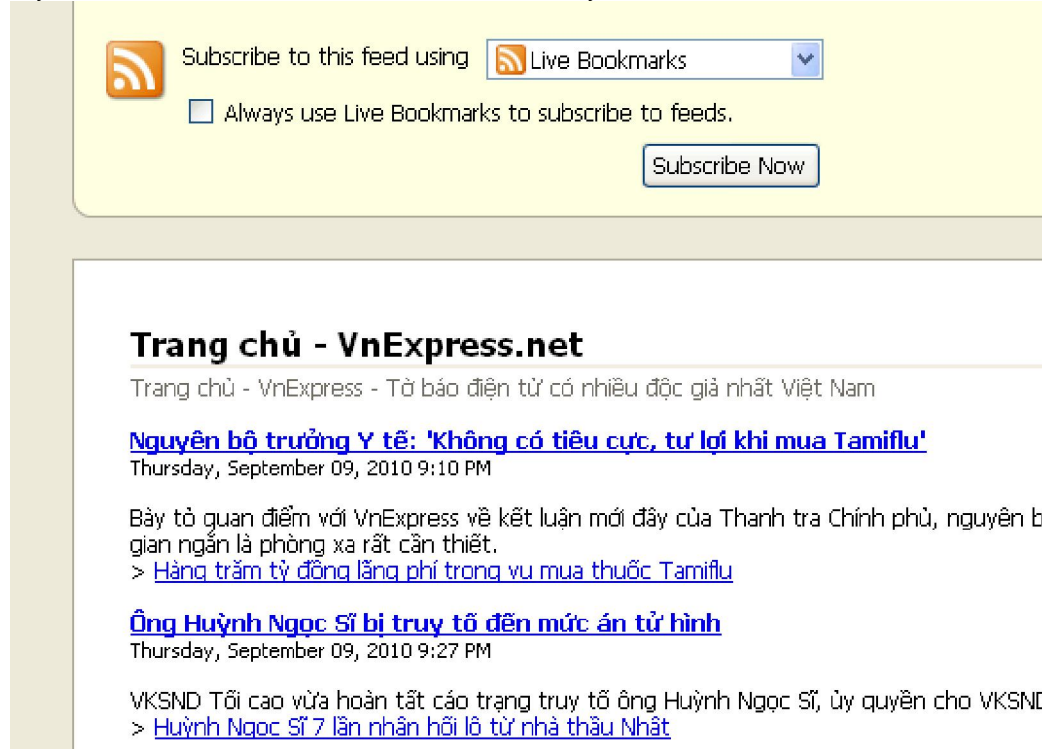 Subscribe to this feed using Live Bookmarks
Always use Live Bookmarks to subscribe to feeds.
Subscribe Now
Trang chủ - VnExpress.net
Trang chủ - VnExpress - Tờ báo điện tử có nhiều độc giả nhất Việt Nam
Nguyên bộ trưởng Y tế: 'Không có tiêu cực, tư lợi khi mua Tamiflu'
Thursday, September 09, 2010 9:10 PM
Bày tỏ quan điểm với VnExpress về kết luận mới đây của Thanh tra Chính phủ, nguyên
gian ngắn là phòng xa rất cần thiết.
> Hàng trăm tỷ đồng lãng phí trong vụ mua thuốc Tamiflu
Ông Huỳnh Ngọc Sĩ bị truy tố đến mức án tử hình
Thursday, September 09, 2010 9:27 PM
VKSND Tối cao vừa hoàn tất cáo trạng truy tố ông Huỳnh Ngọc Sĩ, ủy quyền cho VKSND
> Huỳnh Ngọc Sĩ 7 lần nhận hối lộ từ nhà thầu Nhật